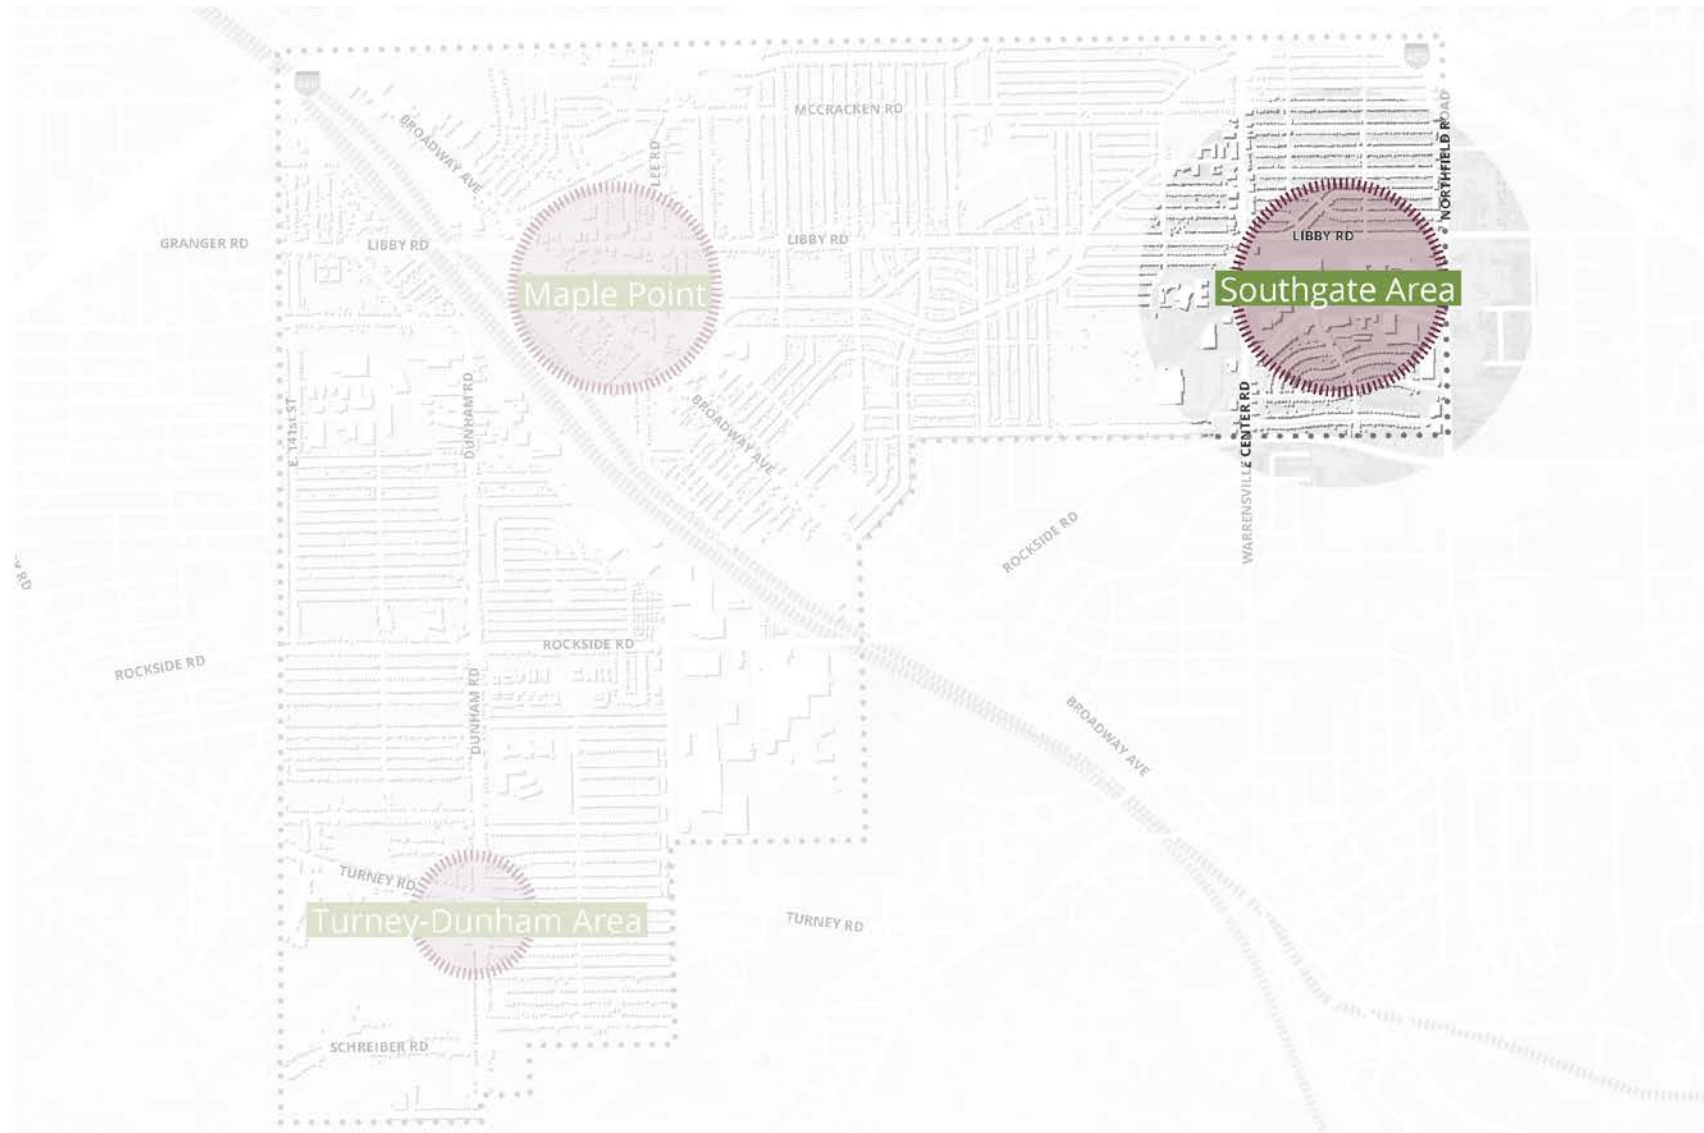 MCCRACKEN RD
BROADWAY AVE
LEE RD
NORTHFIELD ROAD
GRANGER RD
LIBBY RD
LIBBY RD
LIBBY RD
Maple Point
Southgate Area
E. 141st ST
DUNHAM RD
BROADWAY AVE
WARRENSVILLE CENTER RD
ROCKSIDE RD
RD
ROCKSIDE RD
ROCKSIDE RD
DUNHAM RD
BROADWAY AVE
TURNEY RD
Turney-Dunham Area
TURNEY RD
SCHREIBER RD